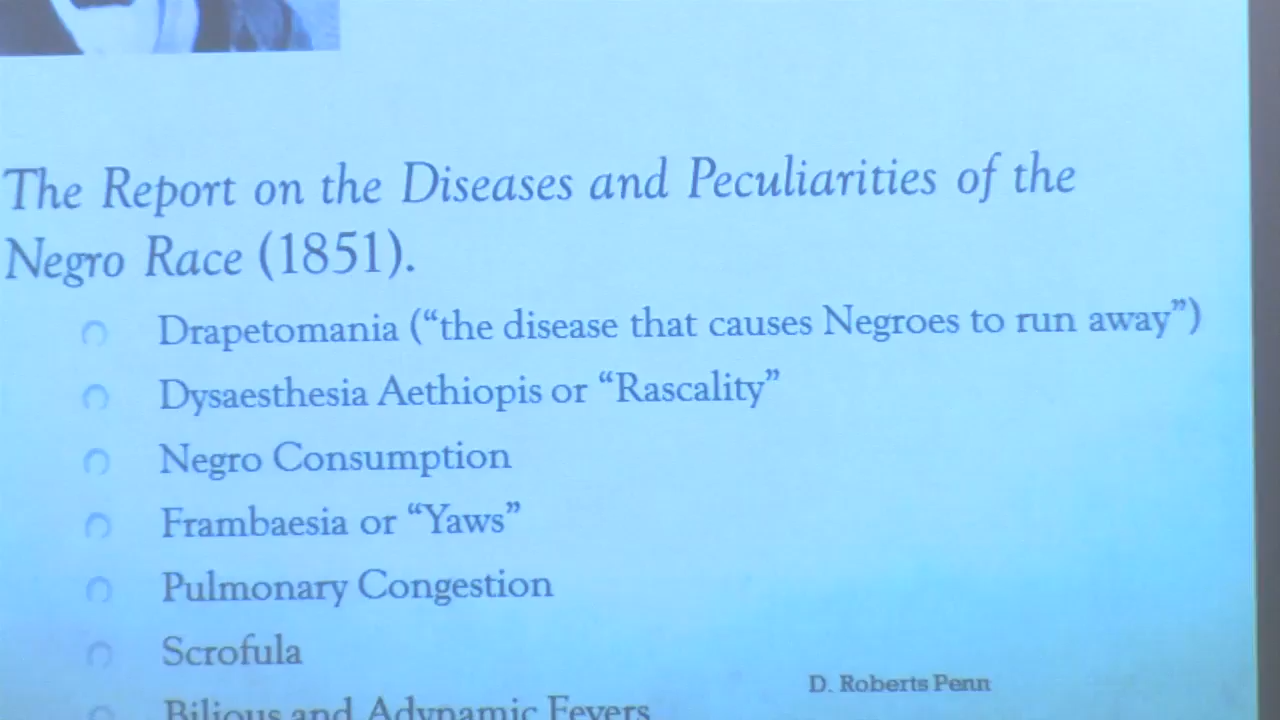 The Report on the Diseases and Peculiarities of the
Negro Race (1851).
Drapetomania (“the disease that causes Negroes to run away”)
Dysaesthesia Aethiopis or “Rascality”
Negro Consumption
Frambaesia or “Yaws”
Pulmonary Congestion
Scrofula
D. Roberts Penn
Bilious and Adynamic Fevers